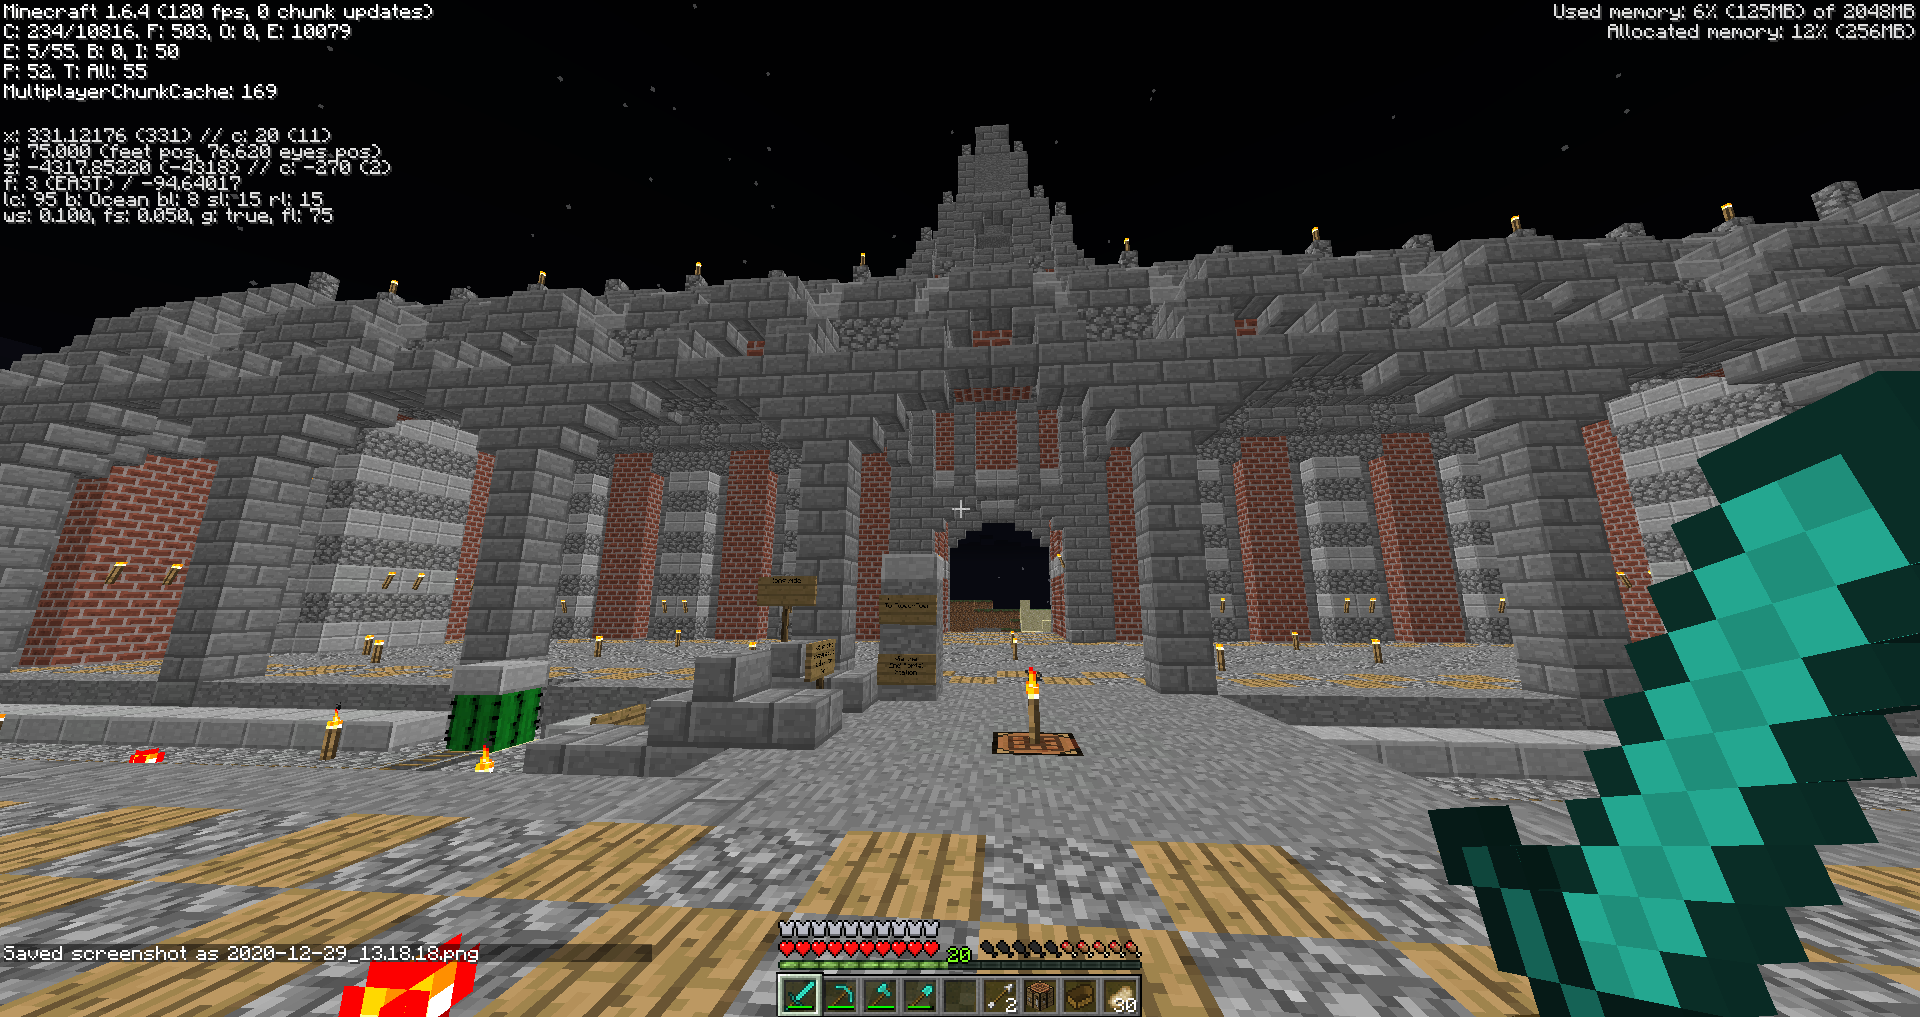 Minecraft 1.6.4 (120 fps, 0 chunk updates)
C: 234/10816. F: 503, O: 0, E: 10079
E: 5/55. B: 0, I: 50
P: 52. T: All: 55
MultiplayerChunkCache: 169
x: 331.12176 (331) // c: 20 (11)
y: 75.000 (feet pos, 76.620 eyes pos)
z: -4317.85220 (-4318) // c: -270 (2)
f: 3 (EAST) / -94.64017
lc: 95 b: Ocean bl: 8 sl: 15 rl: 15
ws: 0.100, fs: 0.050, g: true, fl: 75
Used memory: 6% (125MB) of 2048MB
Allocated memory: 12% (256MB)
Saved screenshot as 2020-12-29_13.18.18.png
20
2
30